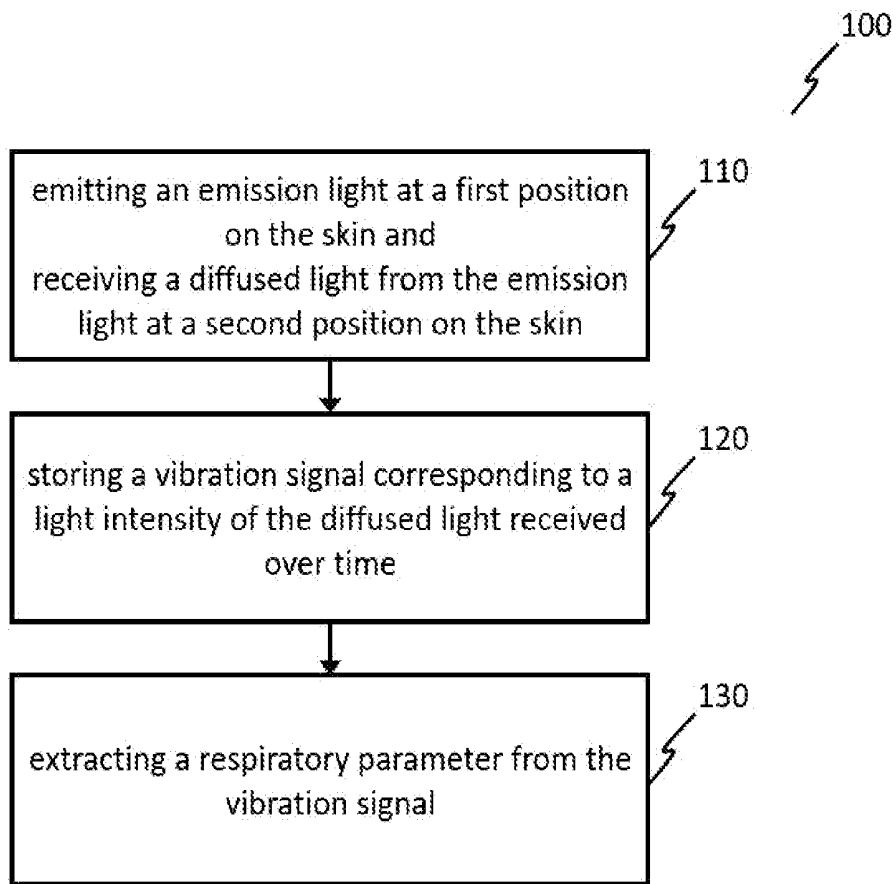 100
110
emitting an emission light at a first position
on the skin and
receiving a diffused light from the emission
light at a second position on the skin
120
storing a vibration signal corresponding to a
light intensity of the diffused light received
over time
130
extracting a respiratory parameter from the
vibration signal